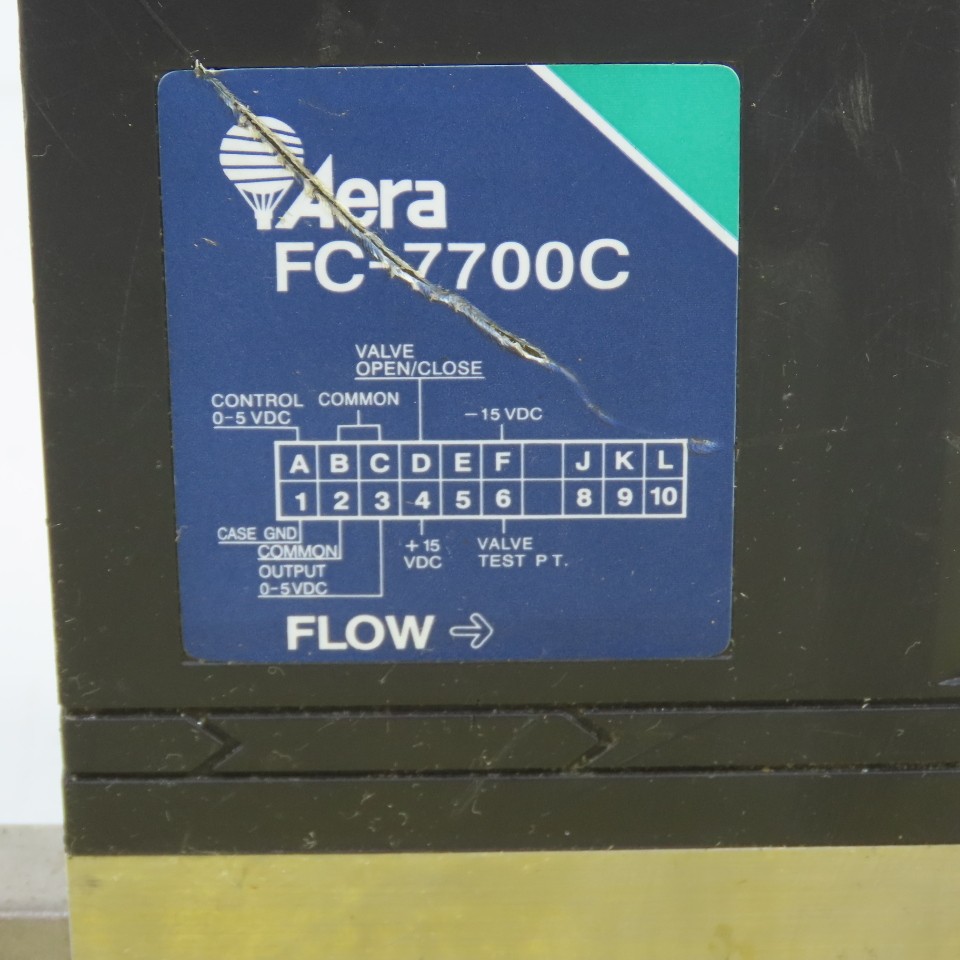 Aera
FC-7700C
VALVE
OPEN/CLOSE
CONTROL
0-5 VDC
COMMON
-15 VDC
A B C D E F J K L
1 2 3 4 5 6 8 9 10
CASE GND
COMMON
OUTPUT
0-5VDC
+15
VDC
VALVE
TEST PT.
FLOW →